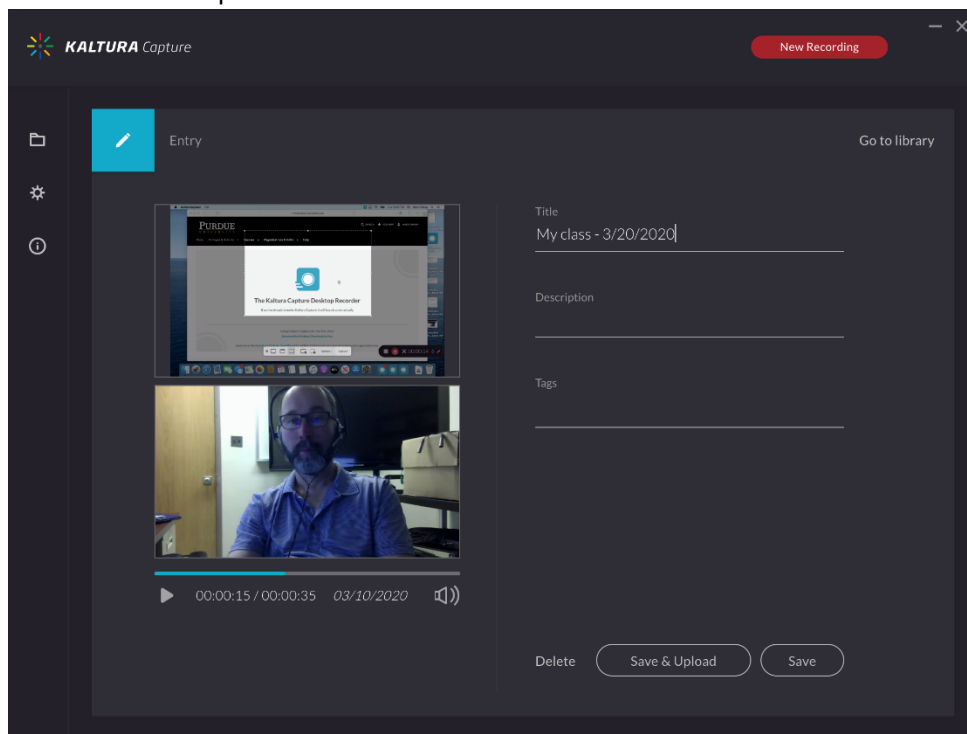 KALTURA Capture
New Recording
Entry
Go to library
PURDUE
UNIVERSITY
The Kaltura Capture Desktop Recorder
Title
My class - 3/20/2020
Description
Tags
00:00:15 / 00:00:35 03/10/2020
Delete
Save & Upload
Save